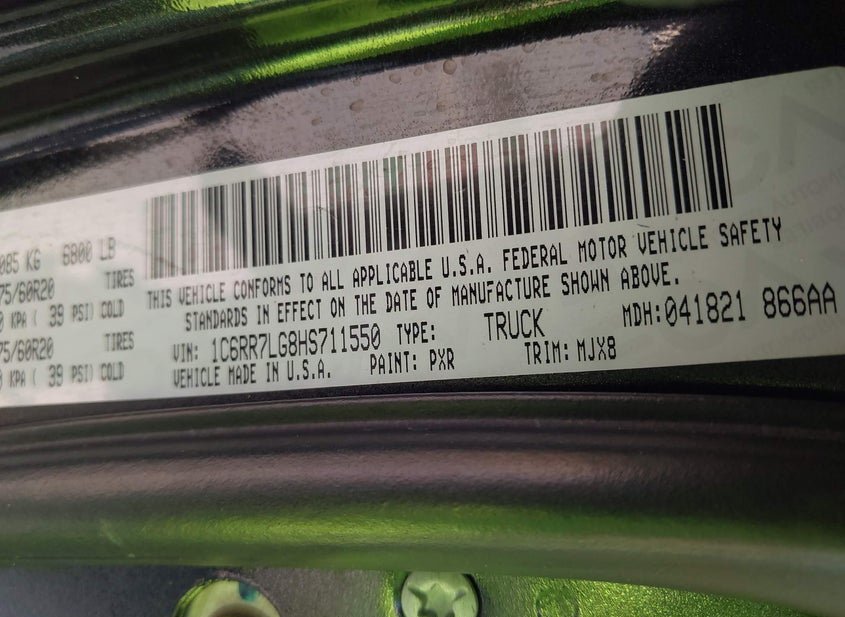 085 KG 6800 LB
75/60R20 TIRES
KPA ( 39 PSI) COLD
75/60R20 TIRES
KPA ( 39 PSI) COLD
THIS VEHICLE CONFORMS TO ALL APPLICABLE U.S.A. FEDERAL MOTOR VEHICLE SAFETY
STANDARDS IN EFFECT ON THE DATE OF MANUFACTURE SHOWN ABOVE.
VIN: 1C6RR7LG8HS711550 TYPE: TRUCK MDH:041821 866AA
VEHICLE MADE IN U.S.A. PAINT: PXR TRIM: MJX8